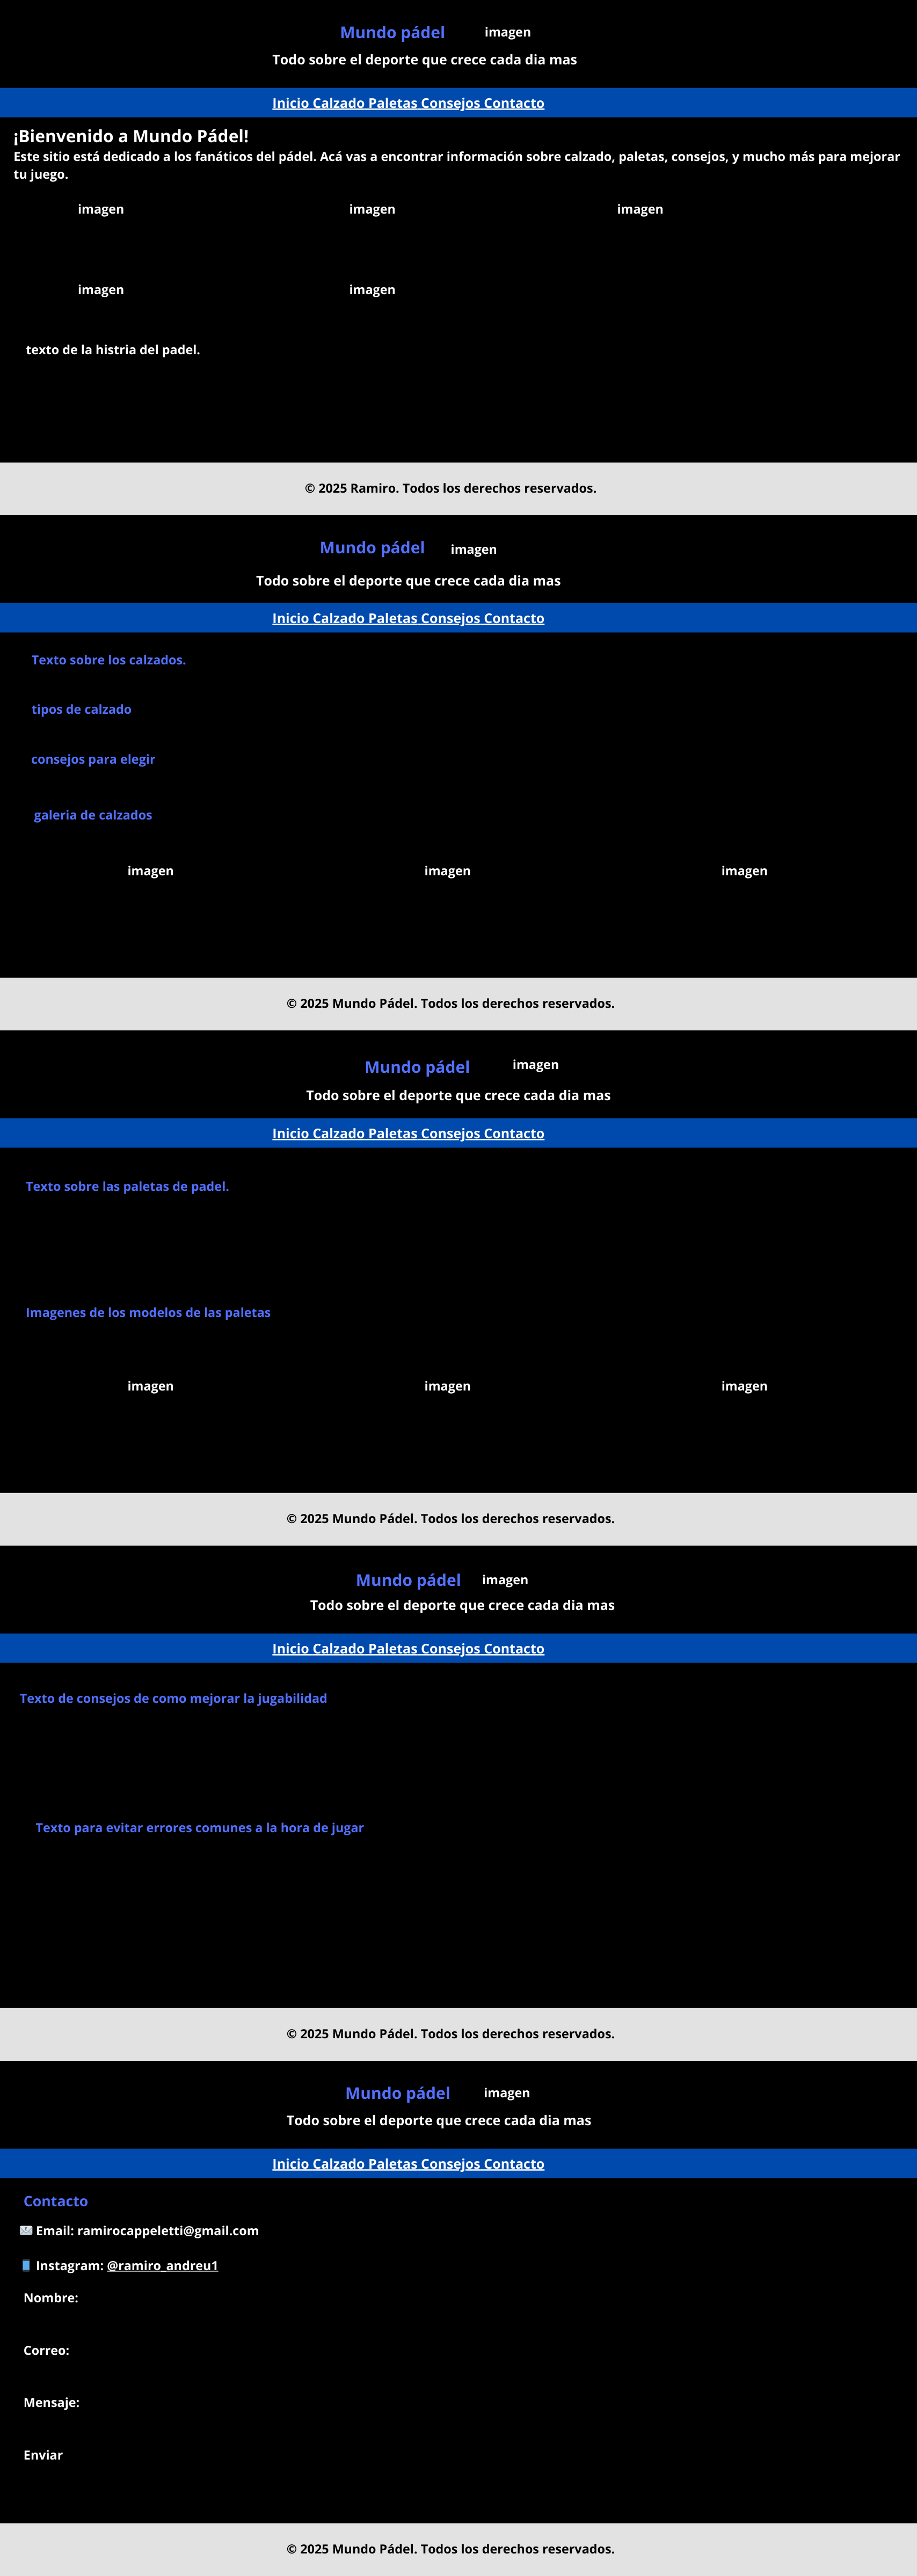 Mundo pádel imagen
Todo sobre el deporte que crece cada dia mas
Inicio Calzado Paletas Consejos Contacto
¡Bienvenido a Mundo Pádel!
Este sitio está dedicado a los fanáticos del pádel. Acá vas a encontrar información sobre calzado, paletas, consejos, y mucho más para mejorar
tu juego.
imagen imagen imagen
imagen imagen
texto de la histria del padel.
© 2025 Ramiro. Todos los derechos reservados.
Mundo pádel imagen
Todo sobre el deporte que crece cada dia mas
Inicio Calzado Paletas Consejos Contacto
Texto sobre los calzados.
tipos de calzado
consejos para elegir
galeria de calzados
imagen imagen imagen
© 2025 Mundo Pádel. Todos los derechos reservados.
Mundo pádel imagen
Todo sobre el deporte que crece cada dia mas
Inicio Calzado Paletas Consejos Contacto
Texto sobre las paletas de padel.
Imagenes de los modelos de las paletas
imagen imagen imagen
© 2025 Mundo Pádel. Todos los derechos reservados.
Mundo pádel imagen
Todo sobre el deporte que crece cada dia mas
Inicio Calzado Paletas Consejos Contacto
Texto de consejos de como mejorar la jugabilidad
Texto para evitar errores comunes a la hora de jugar
© 2025 Mundo Pádel. Todos los derechos reservados.
Mundo pádel imagen
Todo sobre el deporte que crece cada dia mas
Inicio Calzado Paletas Consejos Contacto
Contacto
Email: ramirocappeletti@gmail.com
Instagram: @ramiro_andreu1
Nombre:
Correo:
Mensaje:
Enviar
© 2025 Mundo Pádel. Todos los derechos reservados.